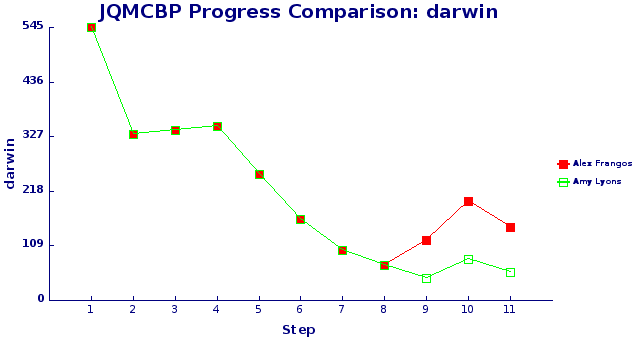 JQMCBP Progress Comparison: darwin
545
436
327
218
109
0
darwin
1 2 3 4 5 6 7 8 9 10 11
Step
Alex Frangos
Amy Lyons